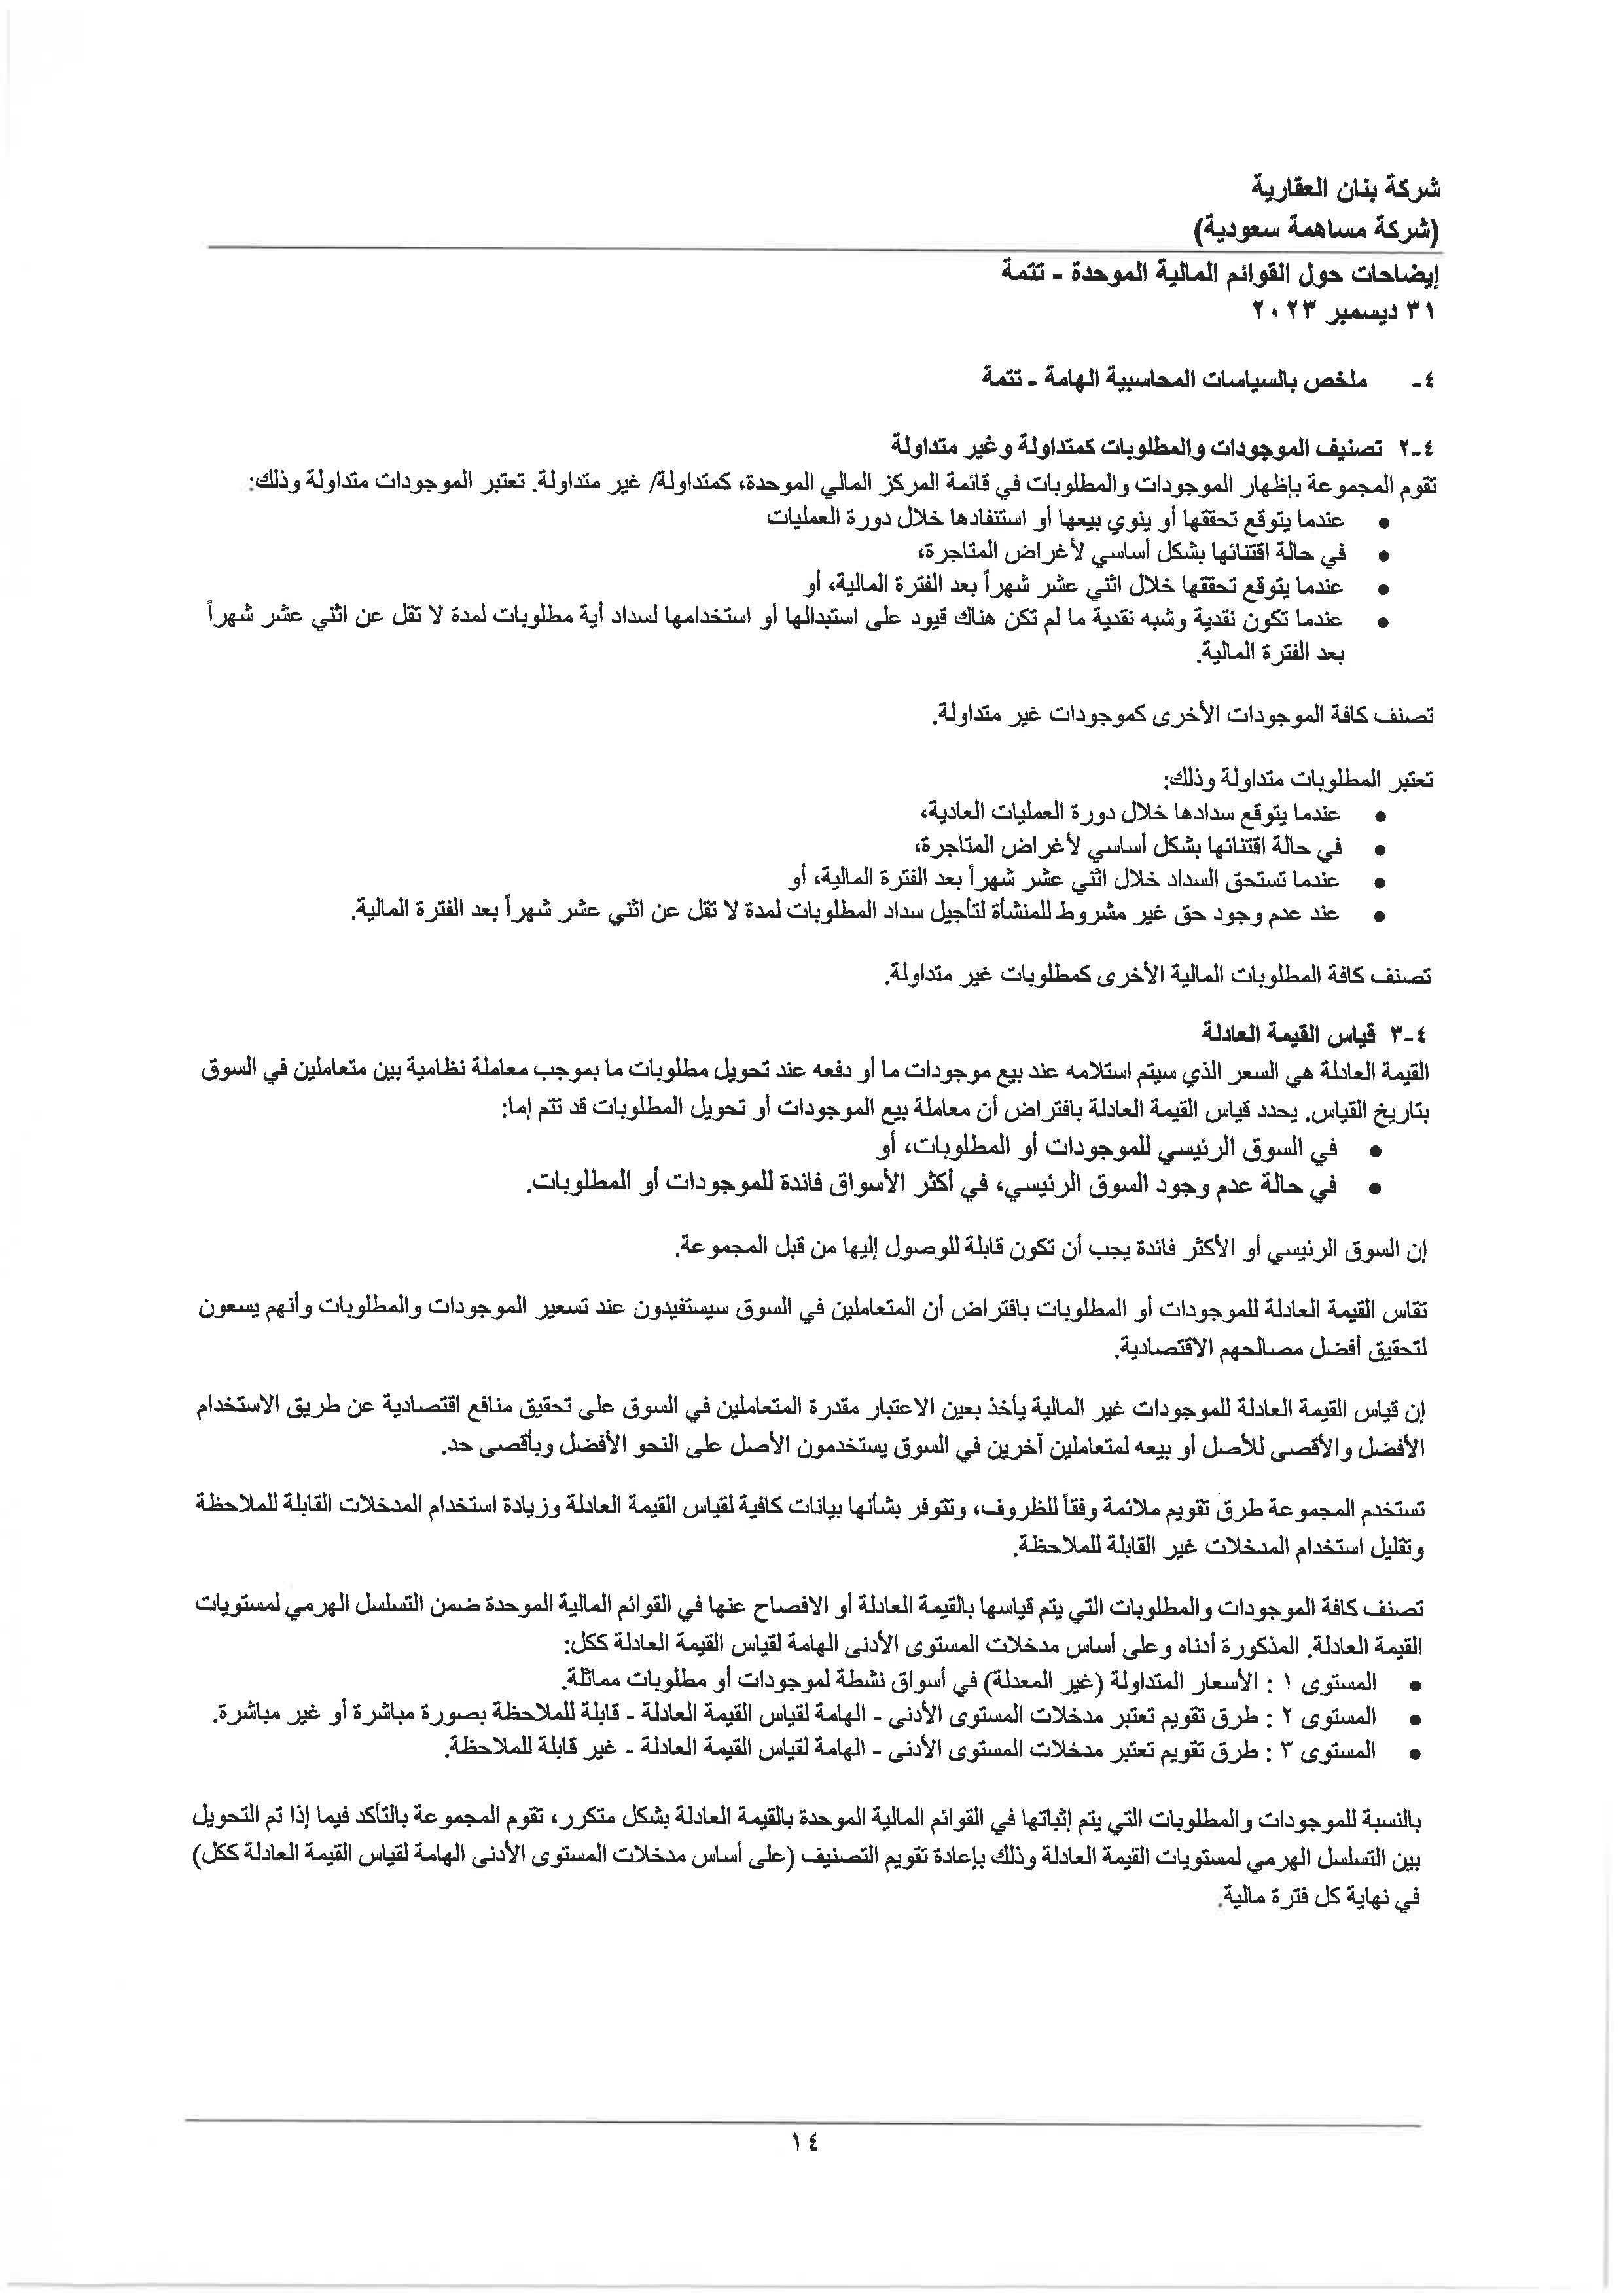 شركة بنان العقارية
(شركة مساهمة سعودية)
إيضاحات حول القوائم المالية الموحدة - تتمة
٣١ ديسمبر ٢٠٢٣
٤- ملخص بالسياسات المحاسبية الهامة - تتمة
٤-٢ تصنيف الموجودات والمطلوبات كمتداولة وغير متداولة
تقوم المجموعة بإظهار الموجودات والمطلوبات في قائمة المركز المالي الموحدة، كمتداولة/ غير متداولة. تعتبر الموجودات متداولة وذلك:
• عندما يتوقع تحققها أو ينوي بيعها أو استنفادها خلال دورة العمليات
• في حالة اقتنائها بشكل أساسي لأغراض المتاجرة،
• عندما يتوقع تحققها خلال اثني عشر شهراً بعد الفترة المالية، أو
• عندما تكون نقدية وشبه نقدية ما لم تكن هناك قيود على استبدالها أو استخدامها لسداد أية مطلوبات لمدة لا تقل عن اثني عشر شهراً
بعد الفترة المالية.
تصنف كافة الموجودات الأخرى كموجودات غير متداولة.
تعتبر المطلوبات متداولة وذلك:
• عندما يتوقع سدادها خلال دورة العمليات العادية،
• في حالة اقتنائها بشكل أساسي لأغراض المتاجرة،
• عندما تستحق السداد خلال اثني عشر شهراً بعد الفترة المالية، أو
• عند عدم وجود حق غير مشروط للمنشأة لتأجيل سداد المطلوبات لمدة لا تقل عن اثني عشر شهراً بعد الفترة المالية.
تصنف كافة المطلوبات المالية الأخرى كمطلوبات غير متداولة.
٤-٣ قياس القيمة العادلة
القيمة العادلة هي السعر الذي سيتم استلامه عند بيع موجودات ما أو دفعه عند تحويل مطلوبات ما بموجب معاملة نظامية بين متعاملين في السوق
بتاريخ القياس. يحدد قياس القيمة العادلة بافتراض أن معاملة بيع الموجودات أو تحويل المطلوبات قد تتم إما:
• في السوق الرئيسي للموجودات أو المطلوبات، أو
• في حالة عدم وجود السوق الرئيسي، في أكثر الأسواق فائدة للموجودات أو المطلوبات.
إن السوق الرئيسي أو الأكثر فائدة يجب أن تكون قابلة للوصول إليها من قبل المجموعة.
تقاس القيمة العادلة للموجودات أو المطلوبات بافتراض أن المتعاملين في السوق سيستفيدون عند تسعير الموجودات والمطلوبات وأنهم يسعون
لتحقيق أفضل مصالحهم الاقتصادية.
إن قياس القيمة العادلة للموجودات غير المالية يأخذ بعين الاعتبار مقدرة المتعاملين في السوق على تحقيق منافع اقتصادية عن طريق الاستخدام
الأفضل والأقصى للأصل أو بيعه لمتعاملين آخرين في السوق يستخدمون الأصل على النحو الأفضل وبأقصى حد.
تستخدم المجموعة طرق تقويم ملائمة وفقاً للظروف، وتتوفر بشأنها بيانات كافية لقياس القيمة العادلة وزيادة استخدام المدخلات القابلة للملاحظة
وتقليل استخدام المدخلات غير القابلة للملاحظة.
تصنف كافة الموجودات والمطلوبات التي يتم قياسها بالقيمة العادلة أو الافصاح عنها في القوائم المالية الموحدة ضمن التسلسل الهرمي لمستويات
القيمة العادلة. المذكورة أدناه وعلى أساس مدخلات المستوى الأدنى الهامة لقياس القيمة العادلة ككل:
• المستوى ١ : الأسعار المتداولة (غير المعدلة) في أسواق نشطة لموجودات أو مطلوبات مماثلة.
• المستوى ٢ : طرق تقويم تعتبر مدخلات المستوى الأدنى - الهامة لقياس القيمة العادلة - قابلة للملاحظة بصورة مباشرة أو غير مباشرة.
• المستوى ٣ : طرق تقويم تعتبر مدخلات المستوى الأدنى - الهامة لقياس القيمة العادلة - غير قابلة للملاحظة.
بالنسبة للموجودات والمطلوبات التي يتم إثباتها في القوائم المالية الموحدة بالقيمة العادلة بشكل متكرر، تقوم المجموعة بالتأكد فيما إذا تم التحويل
بين التسلسل الهرمي لمستويات القيمة العادلة وذلك بإعادة تقويم التصنيف (على أساس مدخلات المستوى الأدنى الهامة لقياس القيمة العادلة ككل)
في نهاية كل فترة مالية.
١٤